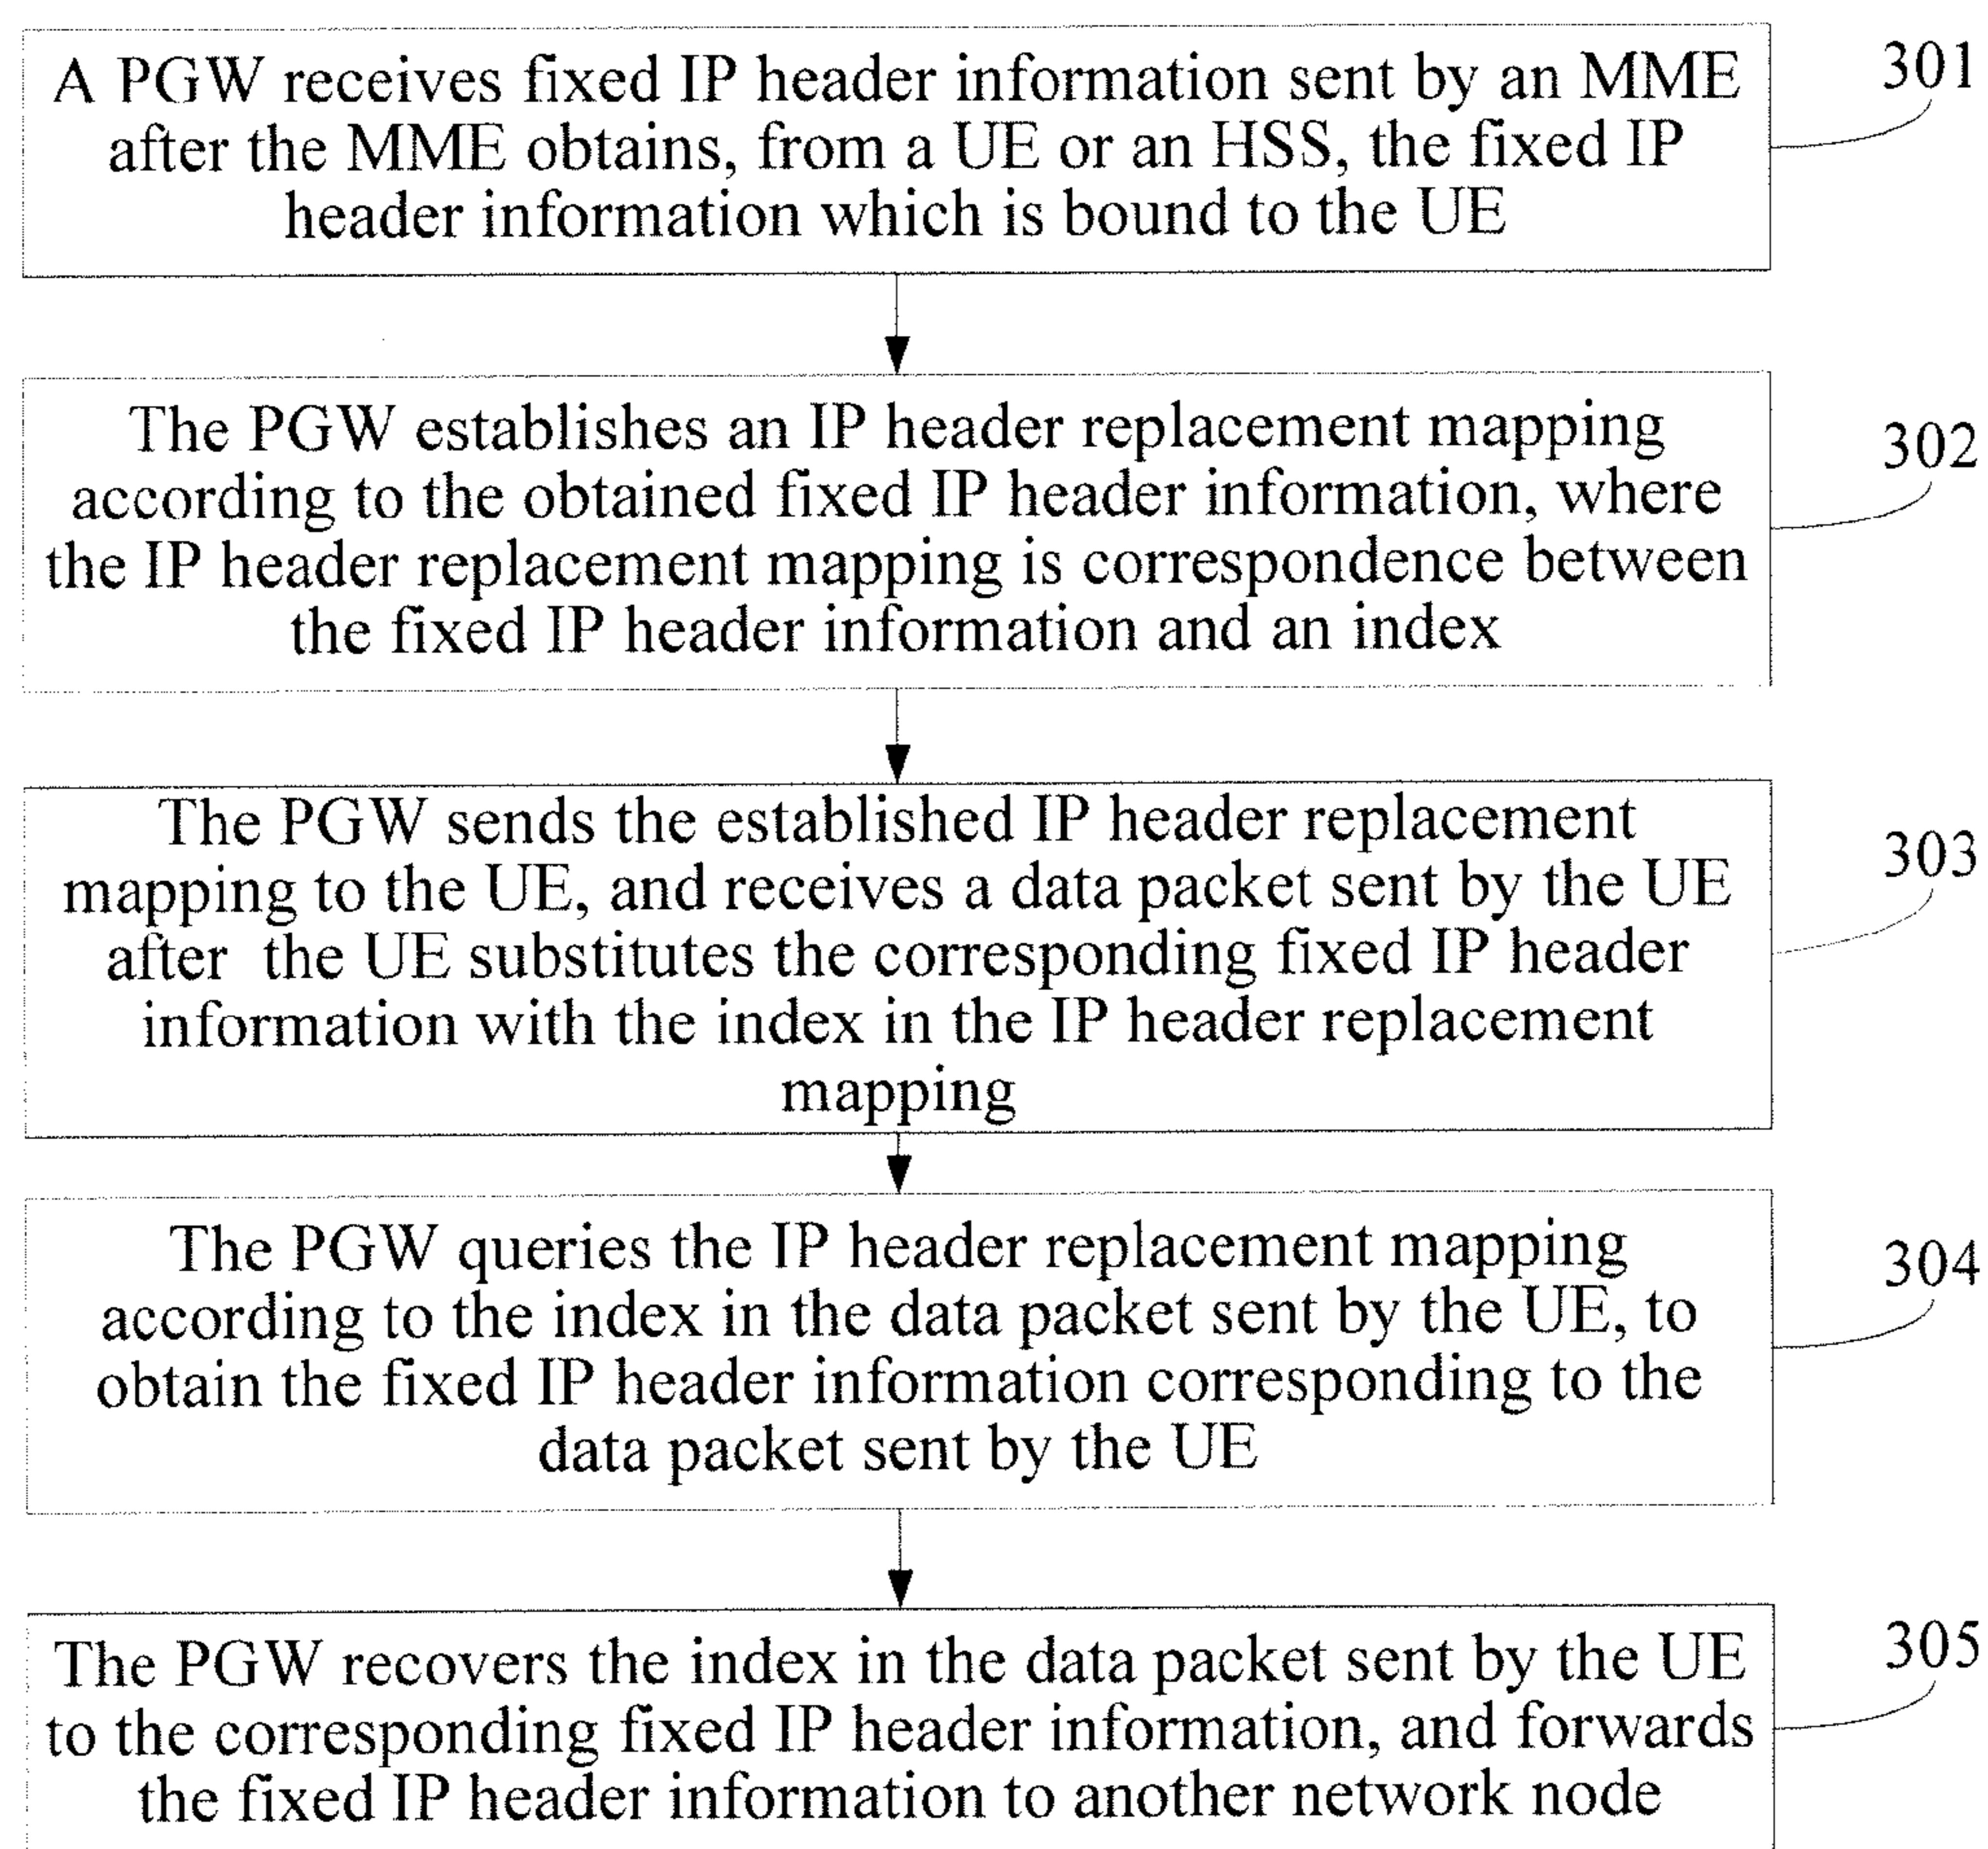 A PGW receives fixed IP header information sent by an MME
after the MME obtains, from a UE or an HSS, the fixed IP
header information which is bound to the UE
301
The PGW establishes an IP header replacement mapping
according to the obtained fixed IP header information, where
the IP header replacement mapping is correspondence between
the fixed IP header information and an index
302
The PGW sends the established IP header replacement
mapping to the UE, and receives a data packet sent by the UE
after the UE substitutes the corresponding fixed IP header
information with the index in the IP header replacement
mapping
303
The PGW queries the IP header replacement mapping
according to the index in the data packet sent by the UE, to
obtain the fixed IP header information corresponding to the
data packet sent by the UE
304
The PGW recovers the index in the data packet sent by the UE
to the corresponding fixed IP header information, and forwards
the fixed IP header information to another network node
305